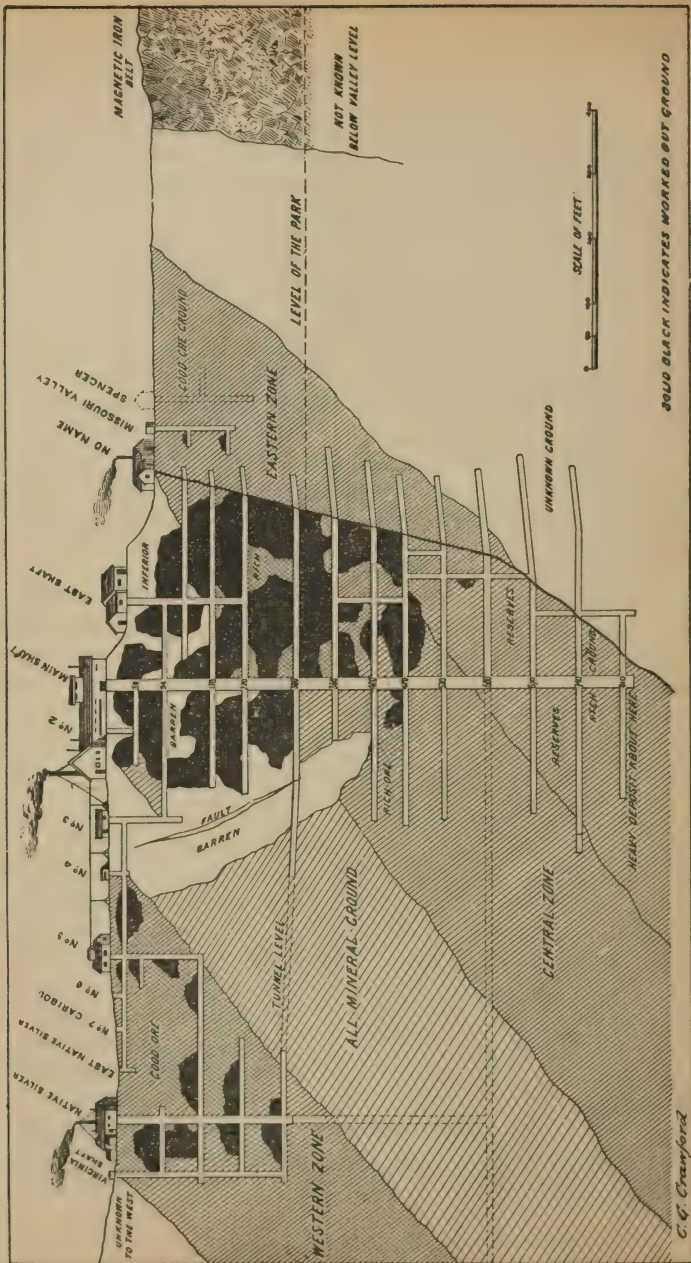 VIRGINIA
SHAFT
NATIVE SILVER
EAST NATIVE SILVER
Nº7 CARIBOU
Nº 6
Nº 5
Nº 4
Nº 3
Nº 2
MAIN SHAFT
EAST SHAFT
NO NAME
MISSOURI VALLEY
SPENCER
MAGNETIC IRON
BELT
UNKNOWN
TO THE WEST
GOOD ORE
WESTERN ZONE
TUNNEL LEVEL
ALL MINERAL GROUND
FAULT
BARREN
BARREN
INFERIOR
RICH
RICH ORE
GOOD ORE GROUND
EASTERN ZONE
LEVEL OF THE PARK
NOT KNOWN
BELOW VALLEY LEVEL
CENTRAL ZONE
RESERVES
RESERVES
RICH GROUND
HEAVY DEPOSIT ABOUT HERE
UNKNOWN GROUND
SCALE OF FEET
SOLID BLACK INDICATES WORKED OUT GROUND
C. G. Crawford